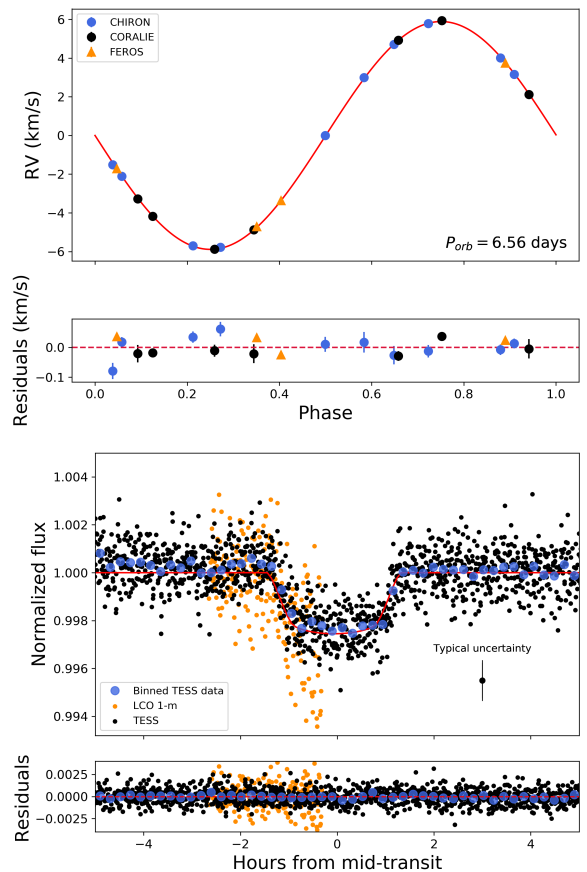 6
4
2
0
−2
−4
−6
RV (km/s)
CHIRON
CORALIE
FEROS
P_orb = 6.56 days
0.0
−0.1
Residuals (km/s)
0.0 0.2 0.4 0.6 0.8 1.0
Phase
1.004
1.002
1.000
0.998
0.996
0.994
Normalized flux
Typical uncertainty
Binned TESS data
LCO 1-m
TESS
0.0025
0.0000
−0.0025
Residuals
−4 −2 0 2 4
Hours from mid-transit